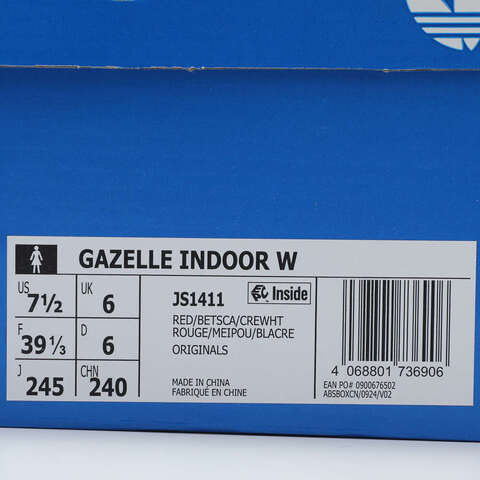 GAZELLE INDOOR W
US 7½ UK 6
F 39⅓ D 6
J 245 CHN 240
JS1411 Inside
RED/BETSCA/CREWHT
ROUGE/MEIPOU/BLACRE
ORIGINALS
MADE IN CHINA
FABRIQUÉ EN CHINE
4 068801 736906
EAN PO# 0900676502
ABSBOXCN/0924/V02